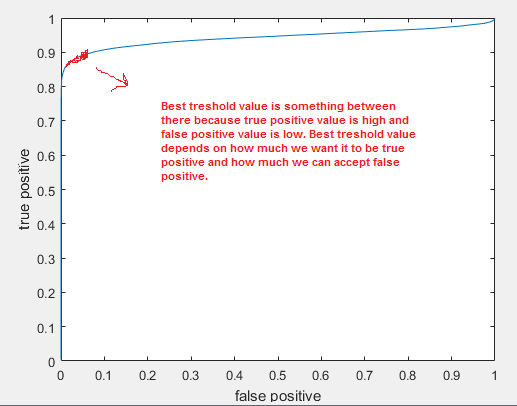 1
0.9
0.8
0.7
0.6
0.5
0.4
0.3
0.2
0.1
0
true positive
Best treshold value is something between
there because true positive value is high and
false positive value is low. Best treshold value
depends on how much we want it to be true
positive and how much we can accept false
positive.
0 0.1 0.2 0.3 0.4 0.5 0.6 0.7 0.8 0.9 1
false positive